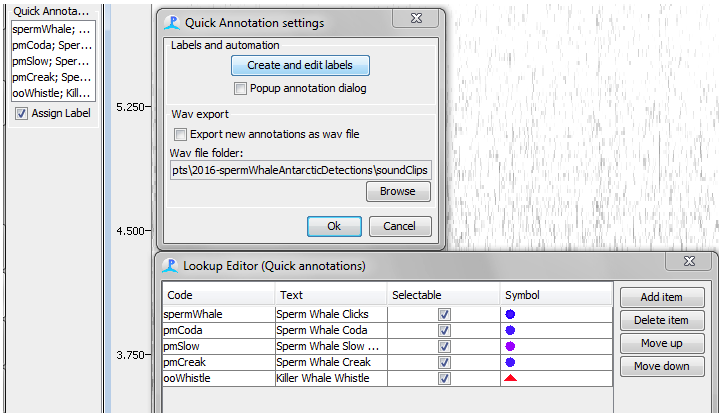 Quick Annota...
spermWhale; ...
pmCoda; Sper...
pmSlow; Spe...
pmCreak; Spe...
ooWhistle; Kill...
Assign Label
5.250
4.500
3.750
Quick Annotation settings
Labels and automation
Create and edit labels
Popup annotation dialog
Wav export
Export new annotations as wav file
Wav file folder:
pts\2016-spermWhaleAntarcticDetections\soundClips
Browse
Ok Cancel
Lookup Editor (Quick annotations)
Code Text Selectable Symbol
spermWhale Sperm Whale Clicks
pmCoda Sperm Whale Coda
pmSlow Sperm Whale Slow ...
pmCreak Sperm Whale Creak
ooWhistle Killer Whale Whistle
Add item
Delete item
Move up
Move down